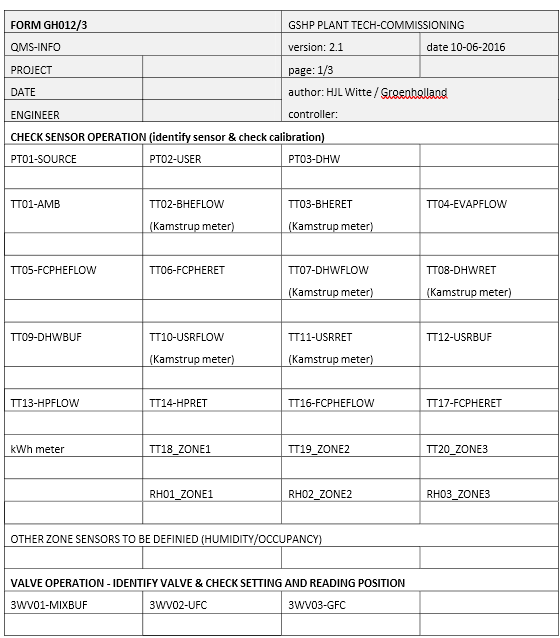 FORM GH012/3 GSHP PLANT TECH-COMMISSIONING
QMS-INFO version: 2.1 date 10-06-2016
PROJECT page: 1/3
DATE author: HJL Witte / Groenholland
ENGINEER controller:
CHECK SENSOR OPERATION (identify sensor & check calibration)
PT01-SOURCE PT02-USER PT03-DHW
TT01-AMB TT02-BHEFLOW TT03-BHERET TT04-EVAPFLOW
(Kamstrup meter) (Kamstrup meter)
TT05-FCPHEFLOW TT06-FCPHERET TT07-DHWFLOW TT08-DHWRET
(Kamstrup meter) (Kamstrup meter)
TT09-DHWBUF TT10-USRFLOW TT11-USRRET TT12-USRBUF
(Kamstrup meter) (Kamstrup meter)
TT13-HPFLOW TT14-HPRET TT16-FCPHEFLOW TT17-FCPHERET
kWh meter TT18_ZONE1 TT19_ZONE2 TT20_ZONE3
RH01_ZONE1 RH02_ZONE2 RH03_ZONE3
OTHER ZONE SENSORS TO BE DEFINIED (HUMIDITY/OCCUPANCY)
VALVE OPERATION - IDENTIFY VALVE & CHECK SETTING AND READING POSITION
3WV01-MIXBUF 3WV02-UFC 3WV03-GFC